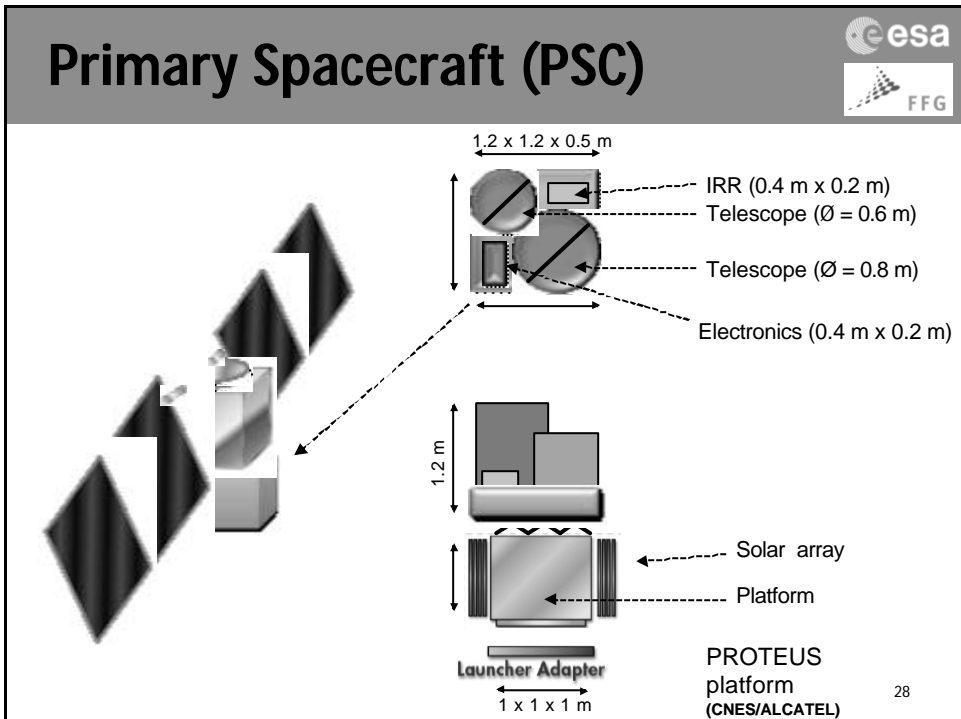 Primary Spacecraft (PSC)
esa
FFG
1.2 x 1.2 x 0.5 m
IRR (0.4 m x 0.2 m)
Telescope (Ø = 0.6 m)
Telescope (Ø = 0.8 m)
Electronics (0.4 m x 0.2 m)
1.2 m
Solar array
Platform
Launcher Adapter
1 x 1 x 1 m
PROTEUS
platform
(CNES/ALCATEL)
28